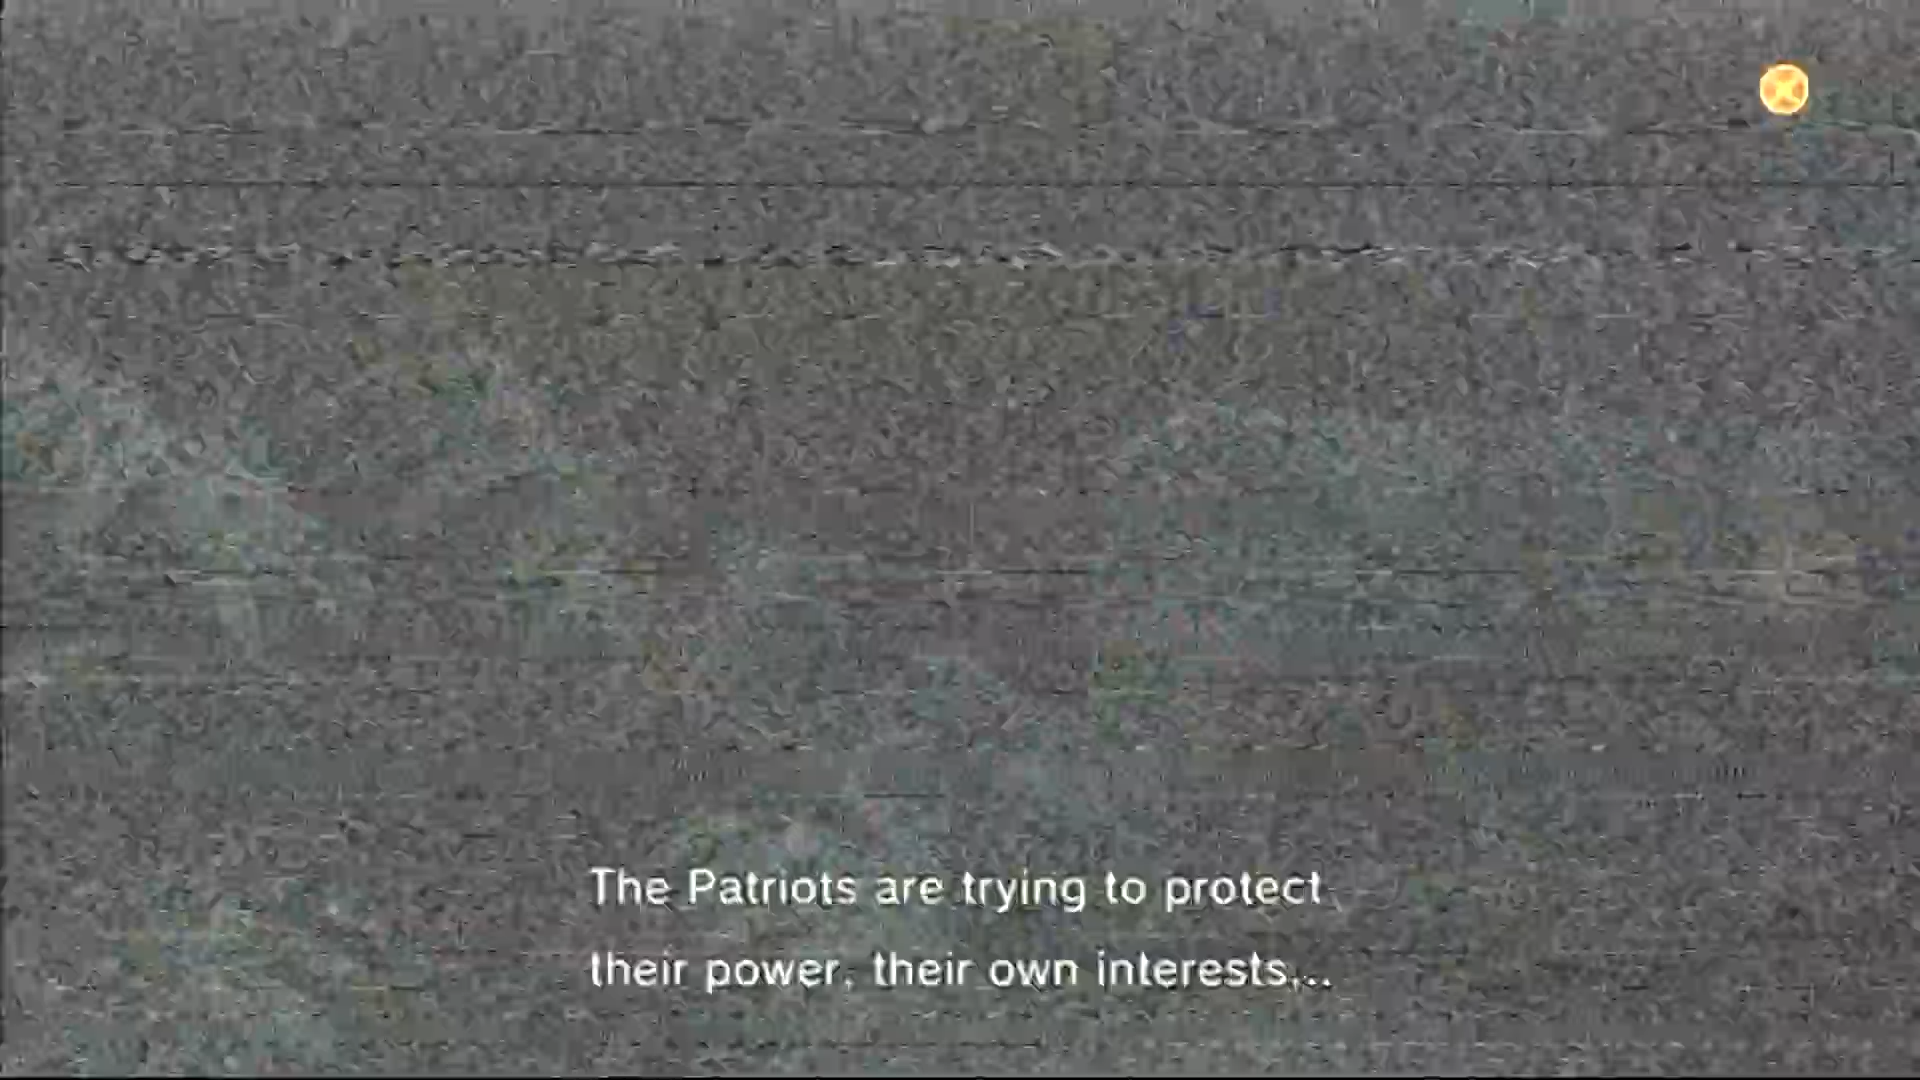 The Patriots are trying to protect
their power, their own interests...